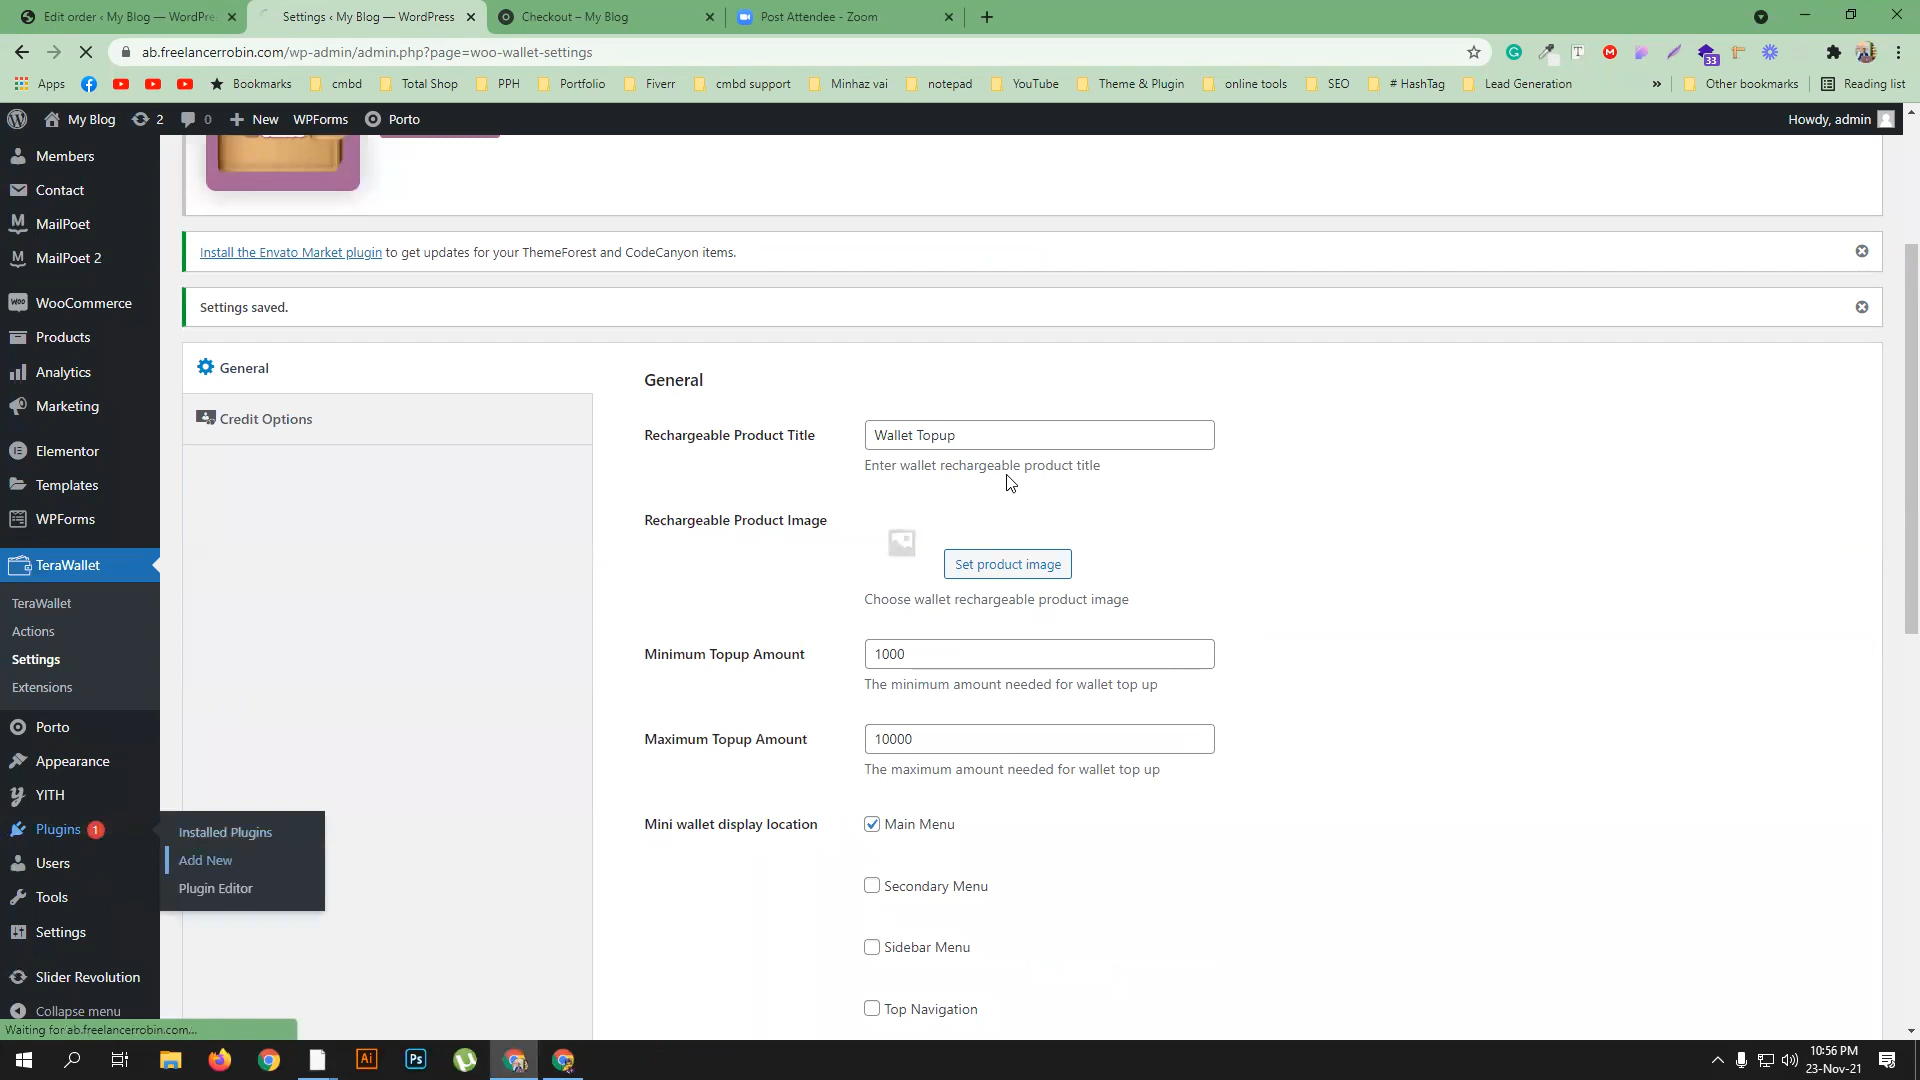 Edit order ‹ My Blog — WordPre
Settings ‹ My Blog — WordPress
Checkout – My Blog
Post Attendee - Zoom
ab.freelancerrobin.com/wp-admin/admin.php?page=woo-wallet-settings
33
Apps
Bookmarks
cmbd
Total Shop
PPH
Portfolio
Fiverr
cmbd support
Minhaz vai
notepad
YouTube
Theme & Plugin
online tools
SEO
# HashTag
Lead Generation
»
Other bookmarks
Reading list
My Blog
2
0
New
WPForms
Porto
Howdy, admin
Members
Contact
MailPoet
MailPoet 2
WooCommerce
Products
Analytics
Marketing
Elementor
Templates
WPForms
TeraWallet
TeraWallet
Actions
Settings
Extensions
Porto
Appearance
YITH
Plugins 1
Users
Tools
Settings
Slider Revolution
Collapse menu
Installed Plugins
Add New
Plugin Editor
Waiting for ab.freelancerrobin.com...
Install the Envato Market plugin to get updates for your ThemeForest and CodeCanyon items.
Settings saved.
General
Credit Options
General
Rechargeable Product Title
Wallet Topup
Enter wallet rechargeable product title
Rechargeable Product Image
Set product image
Choose wallet rechargeable product image
Minimum Topup Amount
1000
The minimum amount needed for wallet top up
Maximum Topup Amount
10000
The maximum amount needed for wallet top up
Mini wallet display location
Main Menu
Secondary Menu
Sidebar Menu
Top Navigation
Ai
Ps
10:56 PM
23-Nov-21